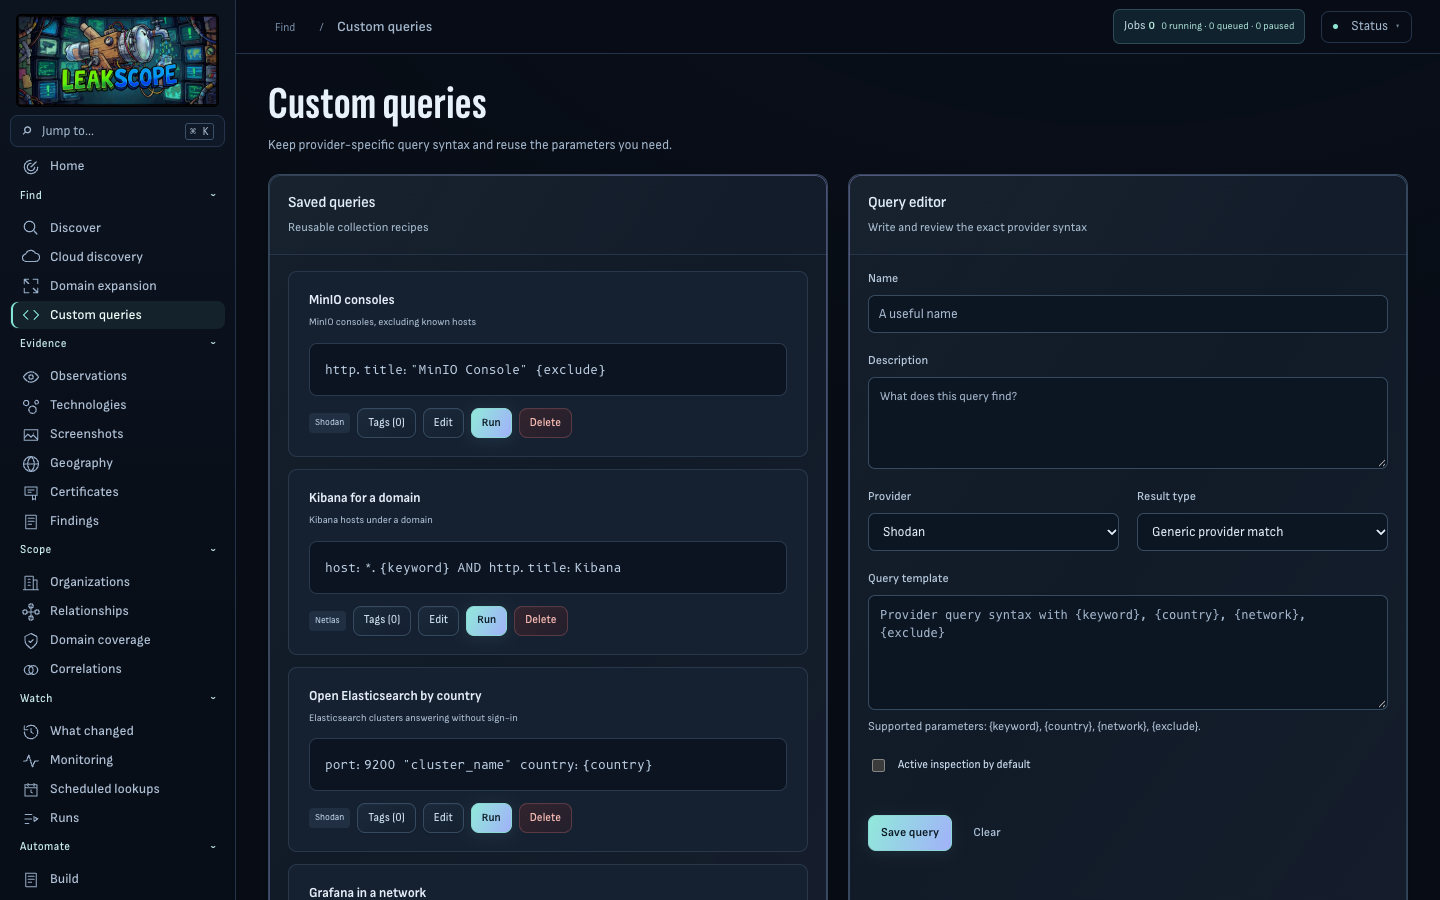 LEAKSCOPE
Jump to...
⌘ K
Home
Find
Discover
Cloud discovery
Domain expansion
Custom queries
Evidence
Observations
Technologies
Screenshots
Geography
Certificates
Findings
Scope
Organizations
Relationships
Domain coverage
Correlations
Watch
What changed
Monitoring
Scheduled lookups
Runs
Automate
Build
Find / Custom queries
Jobs 0 0 running · 0 queued · 0 paused
Status
Custom queries
Keep provider-specific query syntax and reuse the parameters you need.
Saved queries
Reusable collection recipes
MinIO consoles
MinIO consoles, excluding known hosts
http.title:"MinIO Console" {exclude}
Shodan Tags (0) Edit Run Delete
Kibana for a domain
Kibana hosts under a domain
host:*.{keyword} AND http.title:Kibana
Netlas Tags (0) Edit Run Delete
Open Elasticsearch by country
Elasticsearch clusters answering without sign-in
port:9200 "cluster_name" country:{country}
Shodan Tags (0) Edit Run Delete
Grafana in a network
Query editor
Write and review the exact provider syntax
Name
A useful name
Description
What does this query find?
Provider Result type
Shodan Generic provider match
Query template
Provider query syntax with {keyword}, {country}, {network},
{exclude}
Supported parameters: {keyword}, {country}, {network}, {exclude}.
Active inspection by default
Save query Clear